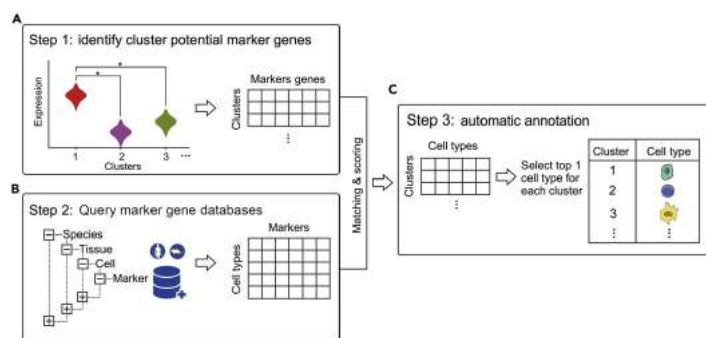 A
Step 1: identify cluster potential marker genes
Expression
*
*
1 2 3 ...
Clusters
Markers genes
Clusters
...
B
Step 2: Query marker gene databases
Species
Tissue
Cell
Marker
Markers
Cell types
Matching & scoring
C
Step 3: automatic annotation
Cell types
Clusters
...
Select top 1
cell type for
each cluster
Cluster Cell type
1
2
3
... ...